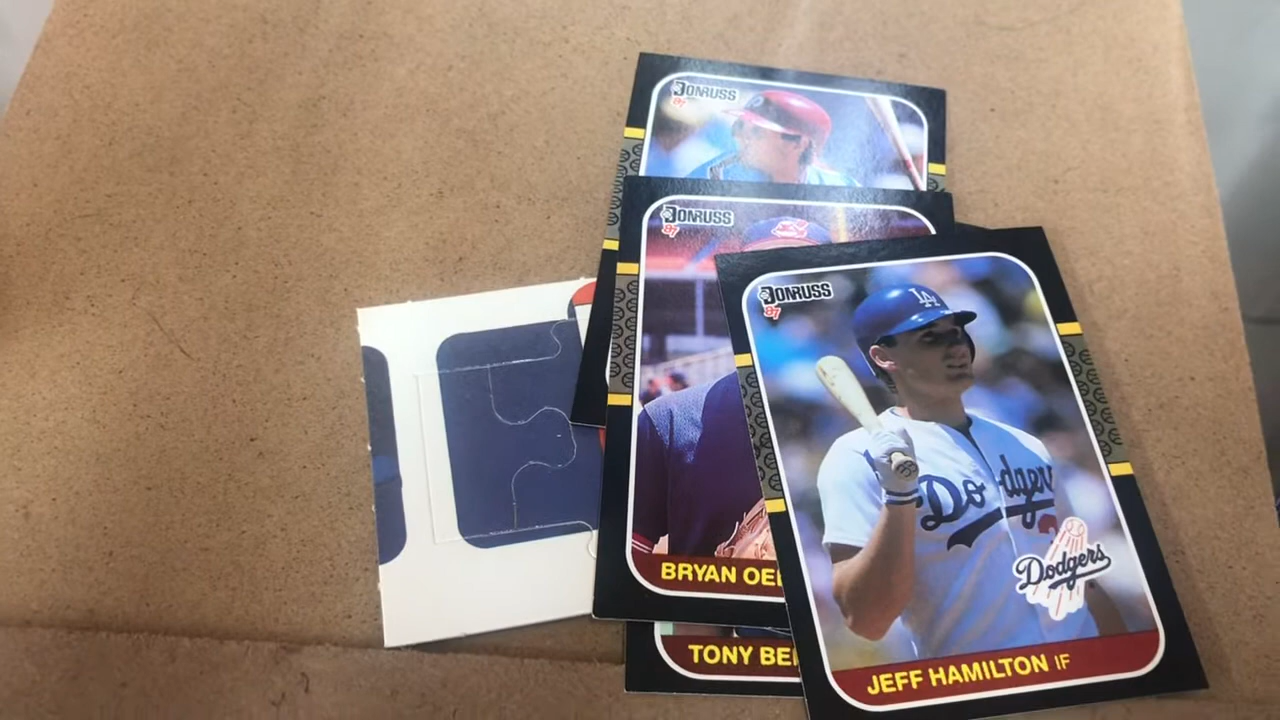 DONRUSS
87
DONRUSS
87
DONRUSS
87
LA
Dodgers
Dodgers
BRYAN OE
TONY BE
JEFF HAMILTON IF